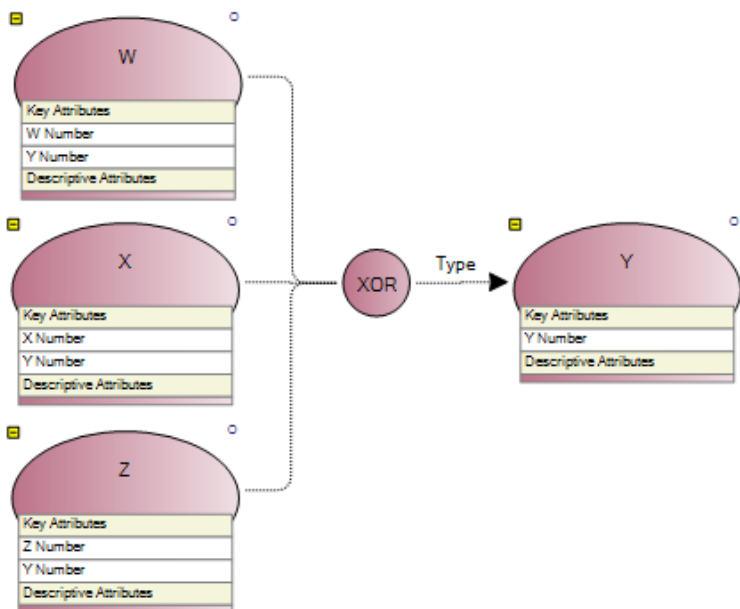 W
Key Attributes
W Number
Y Number
Descriptive Attributes
X
Key Attributes
X Number
Y Number
Descriptive Attributes
Z
Key Attributes
Z Number
Y Number
Descriptive Attributes
XOR
Type
Y
Key Attributes
Y Number
Descriptive Attributes